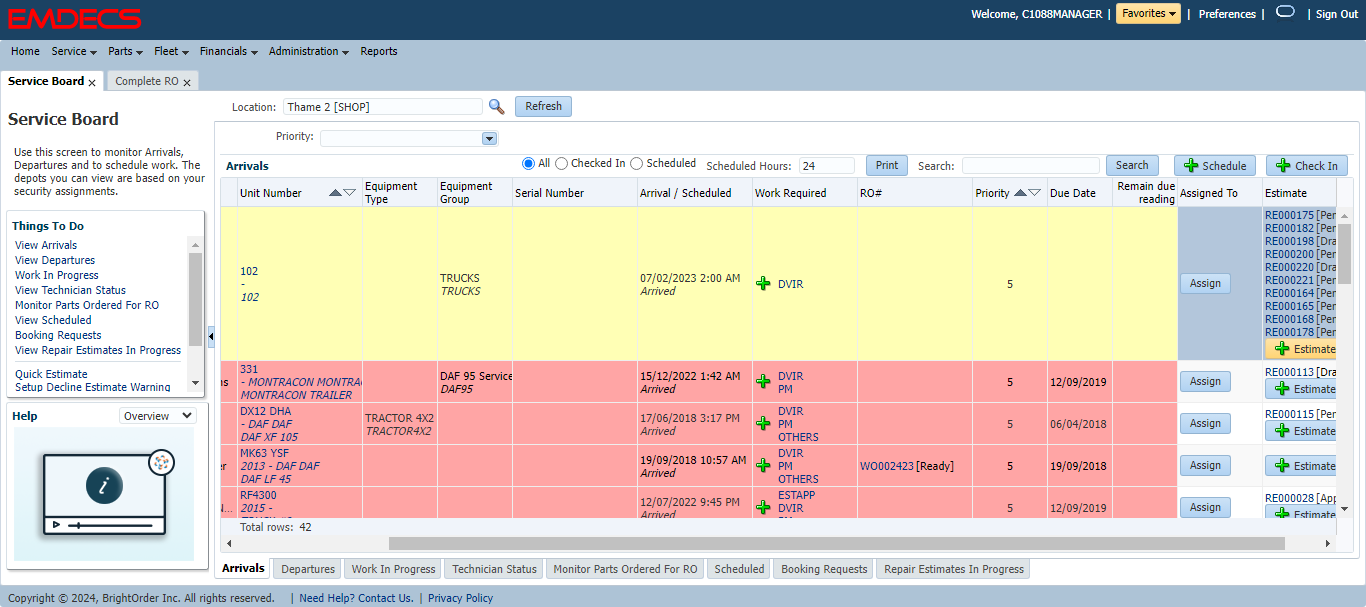 EMDECS
Welcome, C1088MANAGER | Favorites | Preferences | | Sign Out
Home Service Parts Fleet Financials Administration Reports
Service Board x Complete RO x
Service Board
Use this screen to monitor Arrivals,
Departures and to schedule work. The
depots you can view are based on your
security assignments.
Things To Do
View Arrivals
View Departures
Work In Progress
View Technician Status
Monitor Parts Ordered For RO
View Scheduled
Booking Requests
View Repair Estimates In Progress
Quick Estimate
Setup Decline Estimate Warning
Help Overview
i
Location: Thame 2 [SHOP] Refresh
Priority:
Arrivals All Checked In Scheduled Scheduled Hours: 24 Print Search: Search Schedule Check In
Unit Number Equipment Type Equipment Group Serial Number Arrival / Scheduled Work Required RO# Priority Due Date Remain due reading Assigned To Estimate
102
-
102
TRUCKS
TRUCKS
07/02/2023 2:00 AM
Arrived
DVIR
5
Assign
RE000175 [Per
RE000182 [Per
RE000198 [Dra
RE000200 [Per
RE000220 [Dra
RE000221 [Per
RE000164 [Per
RE000165 [Per
RE000168 [Per
RE000178 [Per
Estimate
ns
331
- MONTRACON MONTRA
MONTRACON TRAILER
DAF 95 Service
DAF95
15/12/2022 1:42 AM
Arrived
DVIR
PM
5
12/09/2019
Assign
RE000113 [Dra
Estimate
DX12 DHA
- DAF DAF
DAF XF 105
TRACTOR 4X2
TRACTOR4X2
17/06/2018 3:17 PM
Arrived
DVIR
PM
OTHERS
5
06/04/2018
Assign
RE000115 [Per
Estimate
er
MK63 YSF
2013 - DAF DAF
DAF LF 45
19/09/2018 10:57 AM
Arrived
DVIR
PM
OTHERS
WO002423 [Ready]
5
19/09/2018
Assign
Estimate
N...
RF4300
2015 -
12/07/2022 9:45 PM
Arrived
ESTAPP
DVIR
5
12/09/2019
Assign
RE000028 [App
Estimate
Total rows: 42
Arrivals Departures Work In Progress Technician Status Monitor Parts Ordered For RO Scheduled Booking Requests Repair Estimates In Progress
Copyright © 2024, BrightOrder Inc. All rights reserved. | Need Help? Contact Us. | Privacy Policy